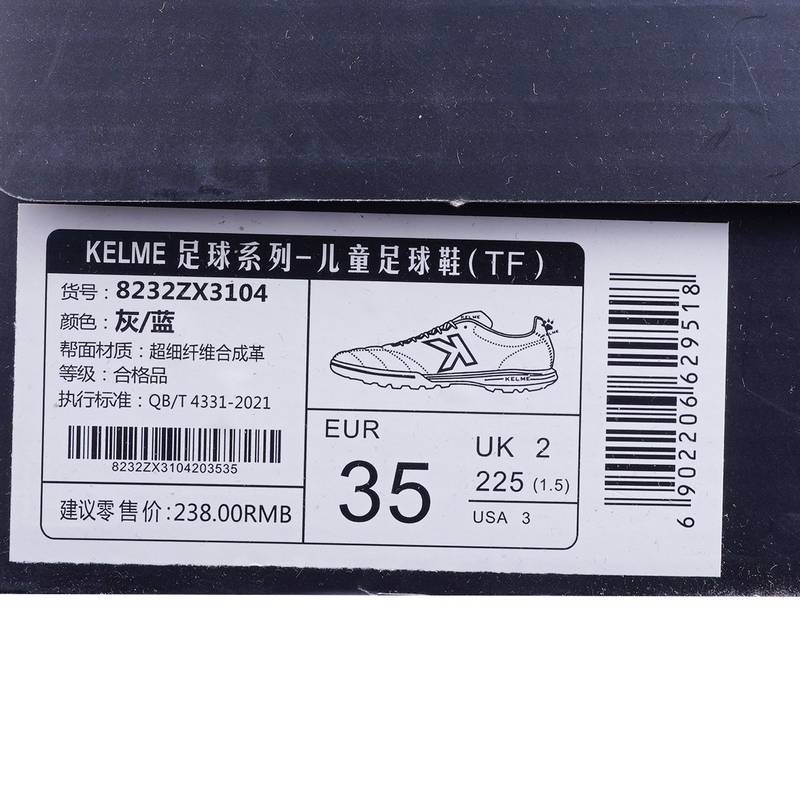 KELME 足球系列-儿童足球鞋(TF)
货号：8232ZX3104
颜色：灰/蓝
帮面材质：超细纤维合成革
等级：合格品
执行标准：QB/T 4331-2021
8232ZX3104203535
建议零售价:238.00RMB
KELME
KELME
EUR
35
UK 2
225 (1.5)
USA 3
6902206629518